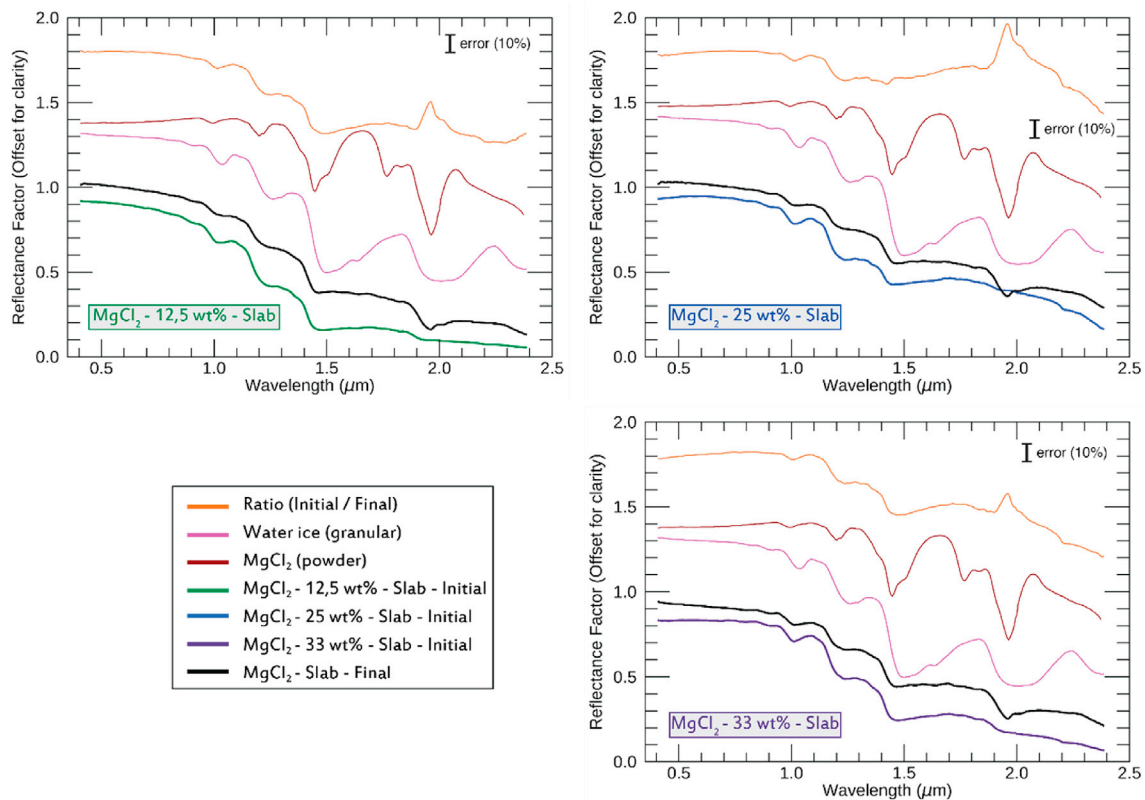 2.0
1.5
1.0
0.5
0.0
Reflectance Factor (Offset for clarity)
error (10%)
MgCl₂ - 12,5 wt% - Slab
0.5 1.0 1.5 2.0 2.5
Wavelength (μm)
2.0
1.5
1.0
0.5
0.0
Reflectance Factor (Offset for clarity)
error (10%)
MgCl₂ - 25 wt% - Slab
0.5 1.0 1.5 2.0 2.5
Wavelength (μm)
Ratio (Initial / Final)
Water ice (granular)
MgCl₂ (powder)
MgCl₂ - 12,5 wt% - Slab - Initial
MgCl₂ - 25 wt% - Slab - Initial
MgCl₂ - 33 wt% - Slab - Initial
MgCl₂ - Slab - Final
2.0
1.5
1.0
0.5
0.0
Reflectance Factor (Offset for clarity)
error (10%)
MgCl₂ - 33 wt% - Slab
0.5 1.0 1.5 2.0 2.5
Wavelength (μm)